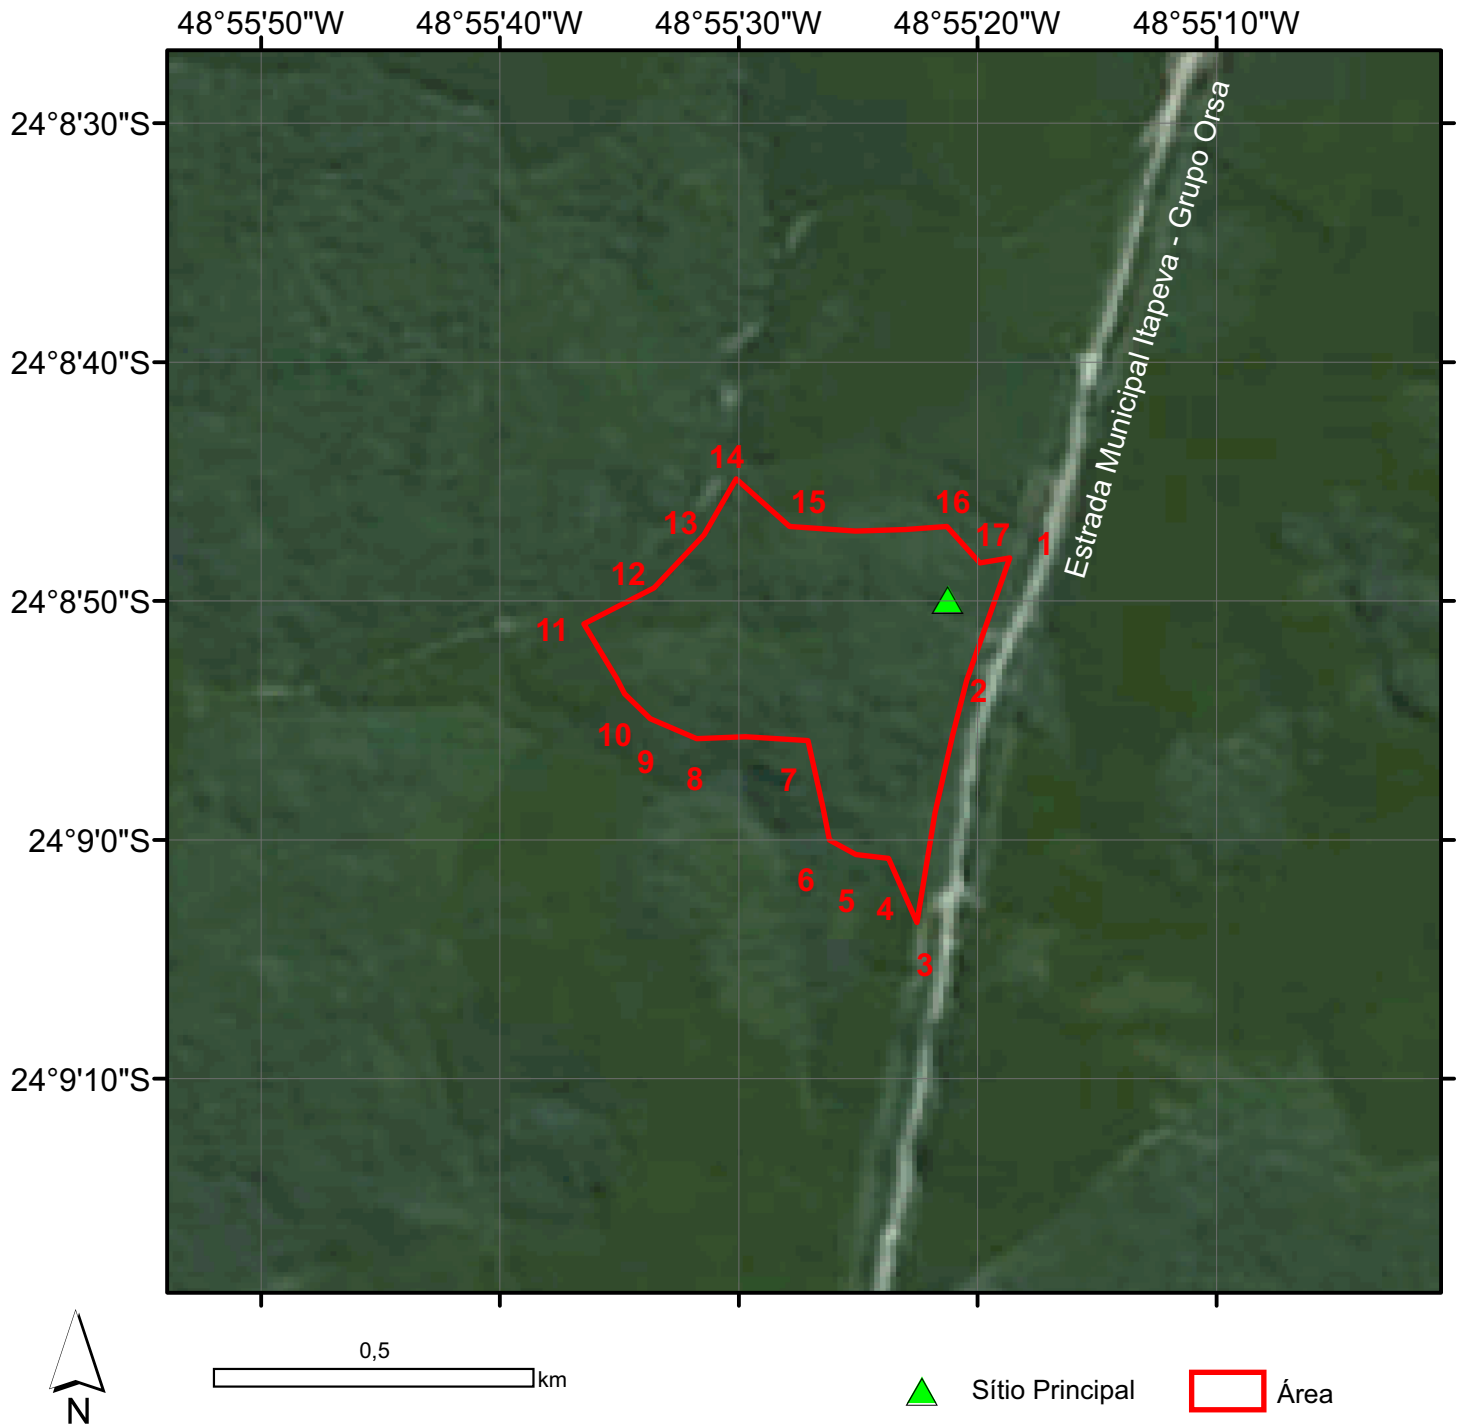 48°55'50"W 48°55'40"W 48°55'30"W 48°55'20"W 48°55'10"W
24°8'30"S
24°8'40"S
24°8'50"S
24°9'0"S
24°9'10"S
Estrada Municipal Itapeva - Grupo Orsa
14
15
16
13
17
1
12
11
2
10
9
8
7
6
5
4
3
N
0,5
km
Sítio Principal
Área